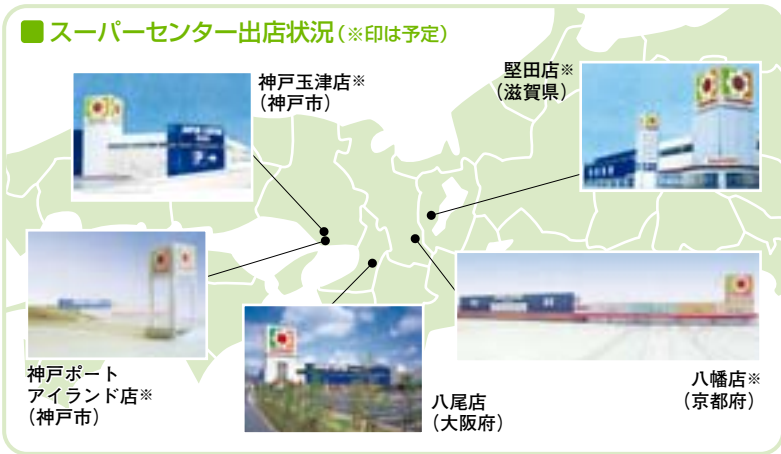 ■ スーパーセンター出店状況(※印は予定)
神戸玉津店※
(神戸市)
堅田店※
(滋賀県)
神戸ポート
アイランド店※
(神戸市)
八尾店
(大阪府)
八幡店※
(京都府)